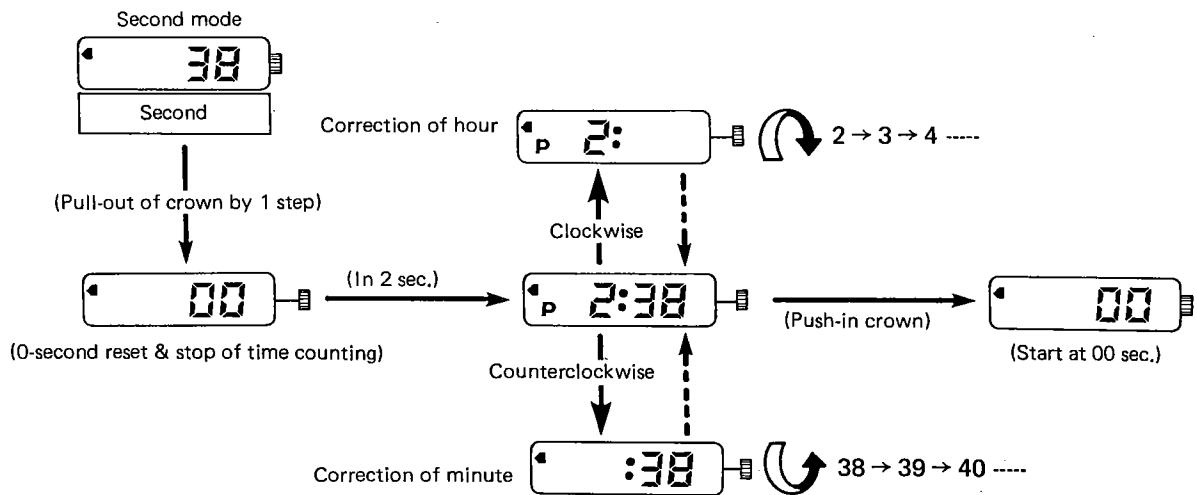 Second mode
38
Second
(Pull-out of crown by 1 step)
00
(0-second reset & stop of time counting)
(In 2 sec.)
Correction of hour
P 2:
2 → 3 → 4 -----
Clockwise
P 2:38
Counterclockwise
Correction of minute
:38
38 → 39 → 40 -----
(Push-in crown)
00
(Start at 00 sec.)